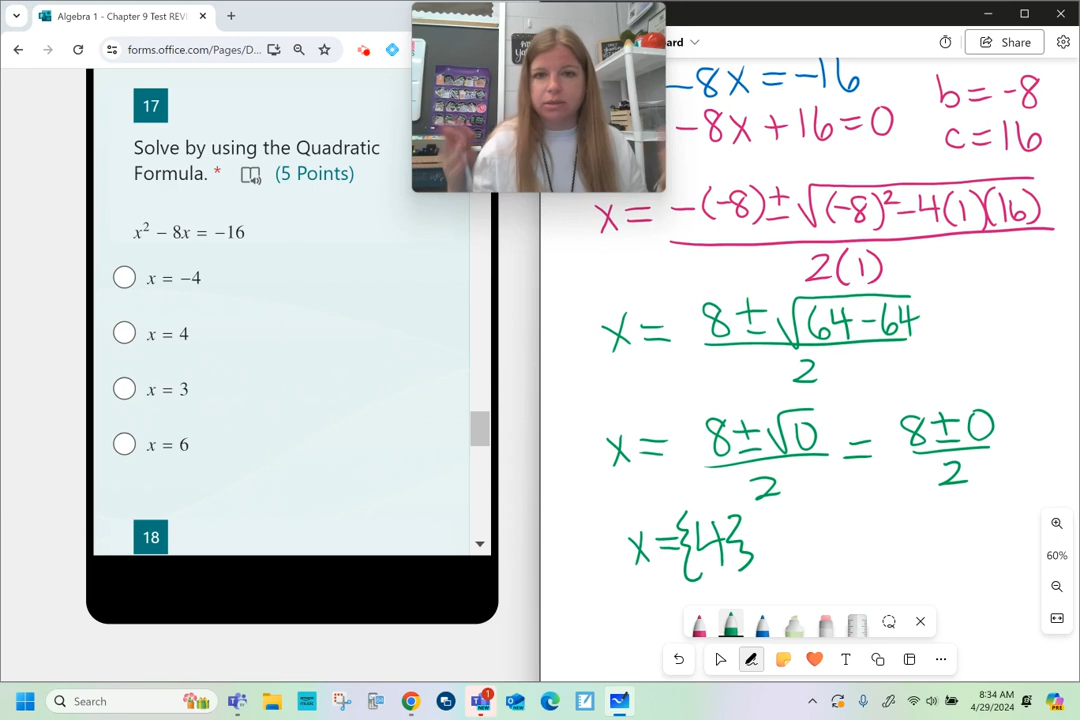 Algebra 1 - Chapter 9 Test REVI
forms.office.com/Pages/D...
17
Solve by using the Quadratic
Formula. * (5 Points)
x² − 8x = −16
x = −4
x = 4
x = 3
x = 6
18
ard
Share
-8x = -16
-8x + 16 = 0
b = -8
c = 16
x = -(-8) ± √(-8)² - 4(1)(16)
2(1)
x = 8 ± √64 - 64
2
x = 8 ± √0 = 8 ± 0
2 2
x = {4}
60%
T
Search
8:34 AM
4/29/2024